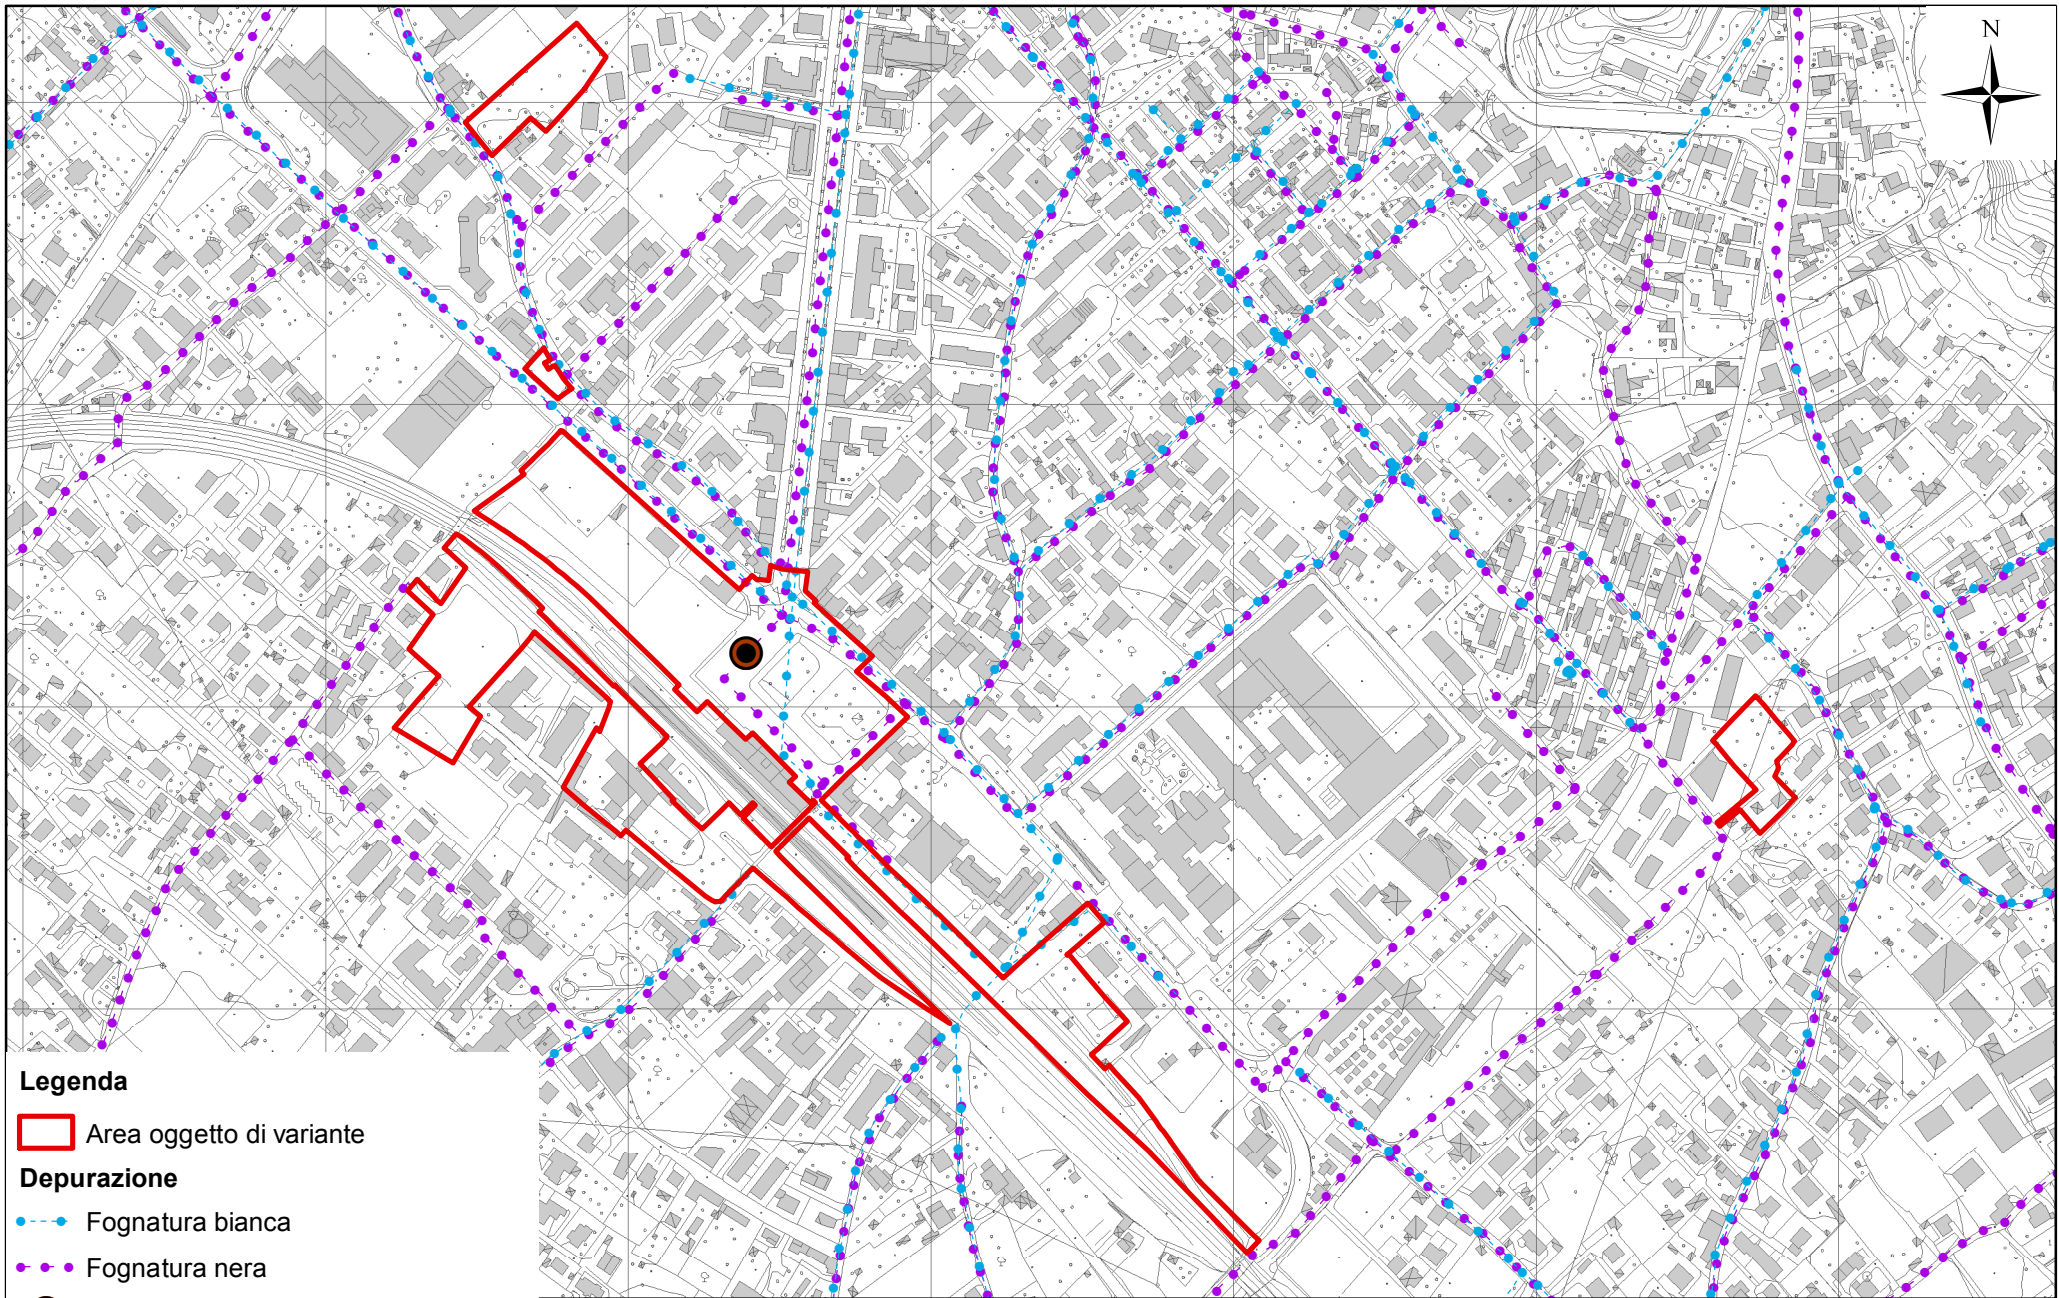 N
Legenda
Area oggetto di variante
Depurazione
Fognatura bianca
Fognatura nera